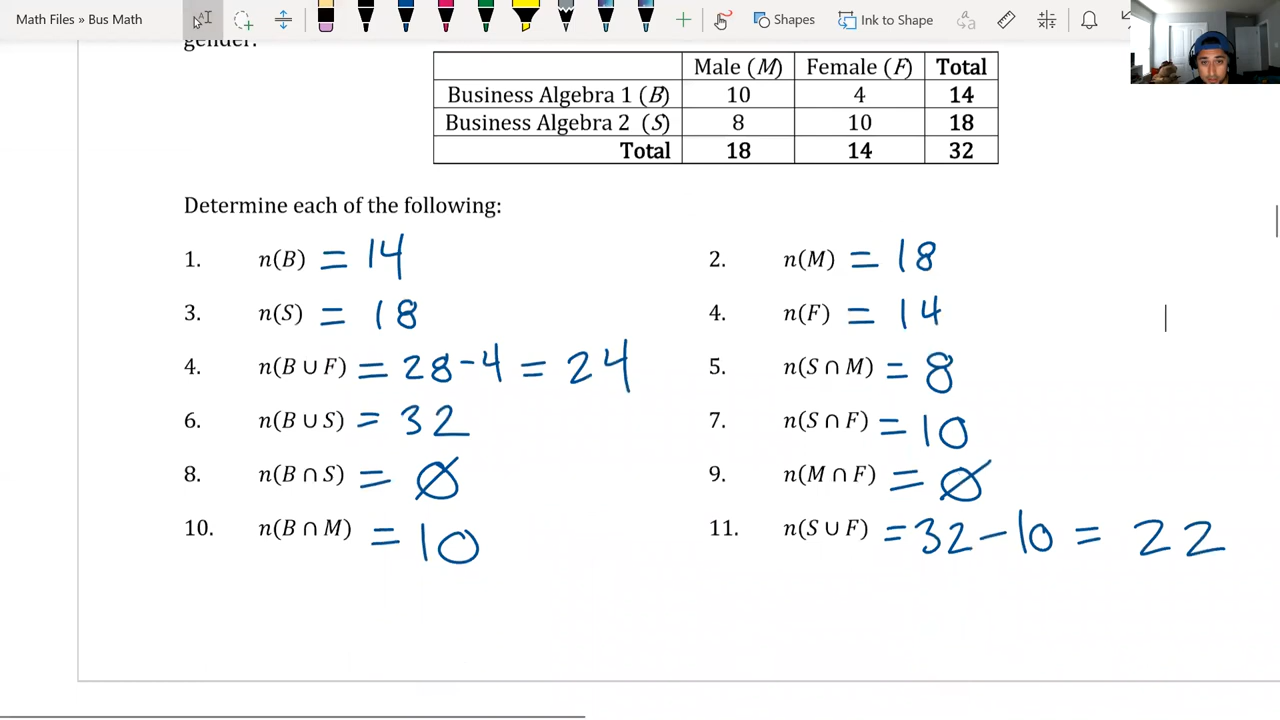 Math Files » Bus Math
Shapes
Ink to Shape
gender.
Male (M) Female (F) Total
Business Algebra 1 (B) 10 4 14
Business Algebra 2 (S) 8 10 18
Total 18 14 32
Determine each of the following:
1. n(B) = 14
2. n(M) = 18
3. n(S) = 18
4. n(F) = 14
4. n(B ∪ F) = 28 - 4 = 24
5. n(S ∩ M) = 8
6. n(B ∪ S) = 32
7. n(S ∩ F) = 10
8. n(B ∩ S) = Ø
9. n(M ∩ F) = Ø
10. n(B ∩ M) = 10
11. n(S ∪ F) = 32 - 10 = 22